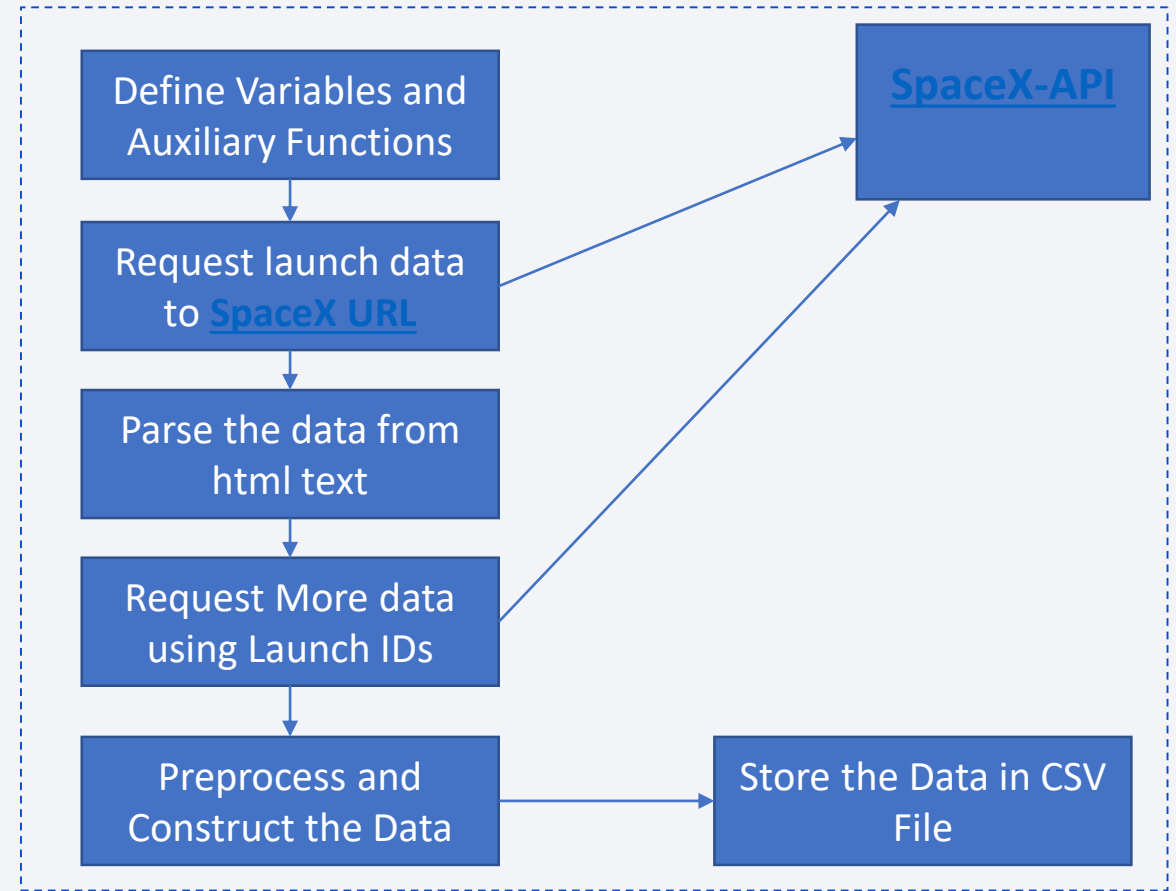 Define Variables and
Auxiliary Functions
SpaceX-API
Request launch data
to SpaceX URL
Parse the data from
html text
Request More data
using Launch IDs
Preprocess and
Construct the Data
Store the Data in CSV
File